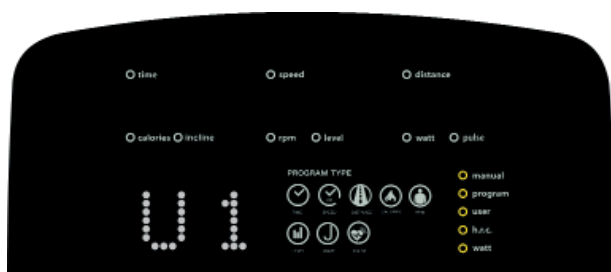 time speed distance
calories incline rpm level watt pulse
PROGRAM TYPE
manual
program
user
h.r.c.
watt
U1